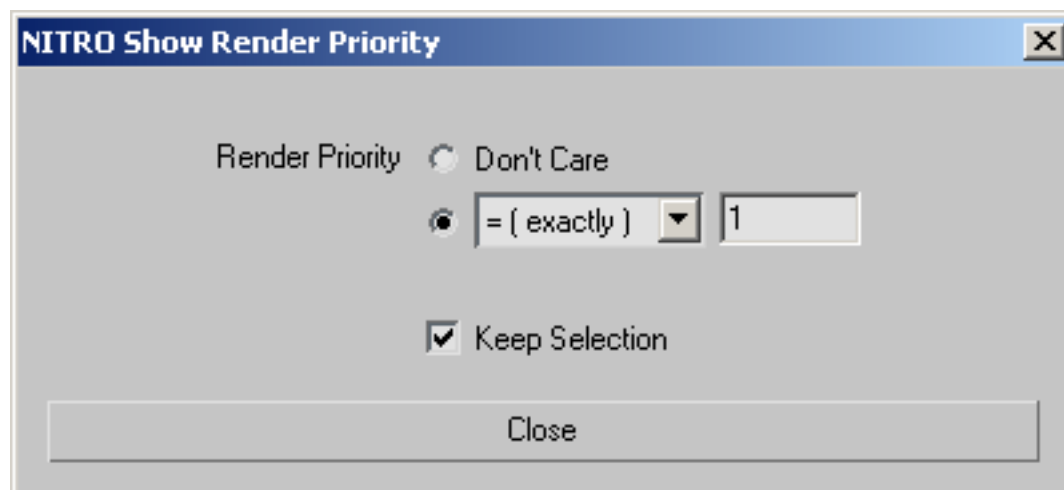 NITRO Show Render Priority
Render Priority Don't Care
= ( exactly ) 1
Keep Selection
Close